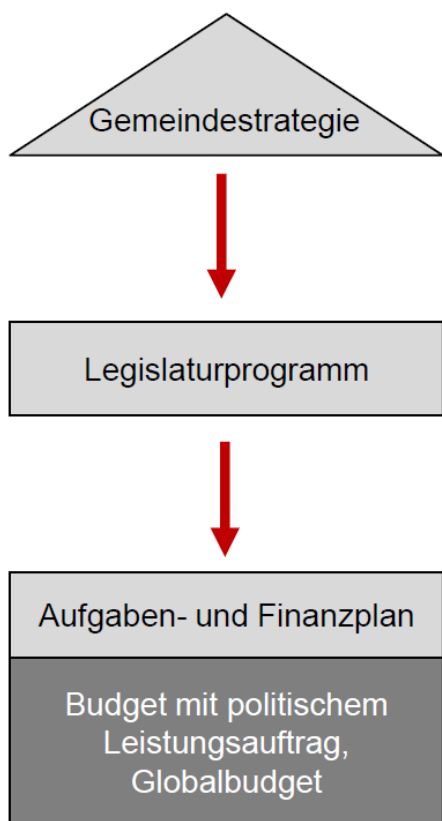 Gemeindestrategie
Legislaturprogramm
Aufgaben- und Finanzplan
Budget mit politischem
Leistungsauftrag,
Globalbudget